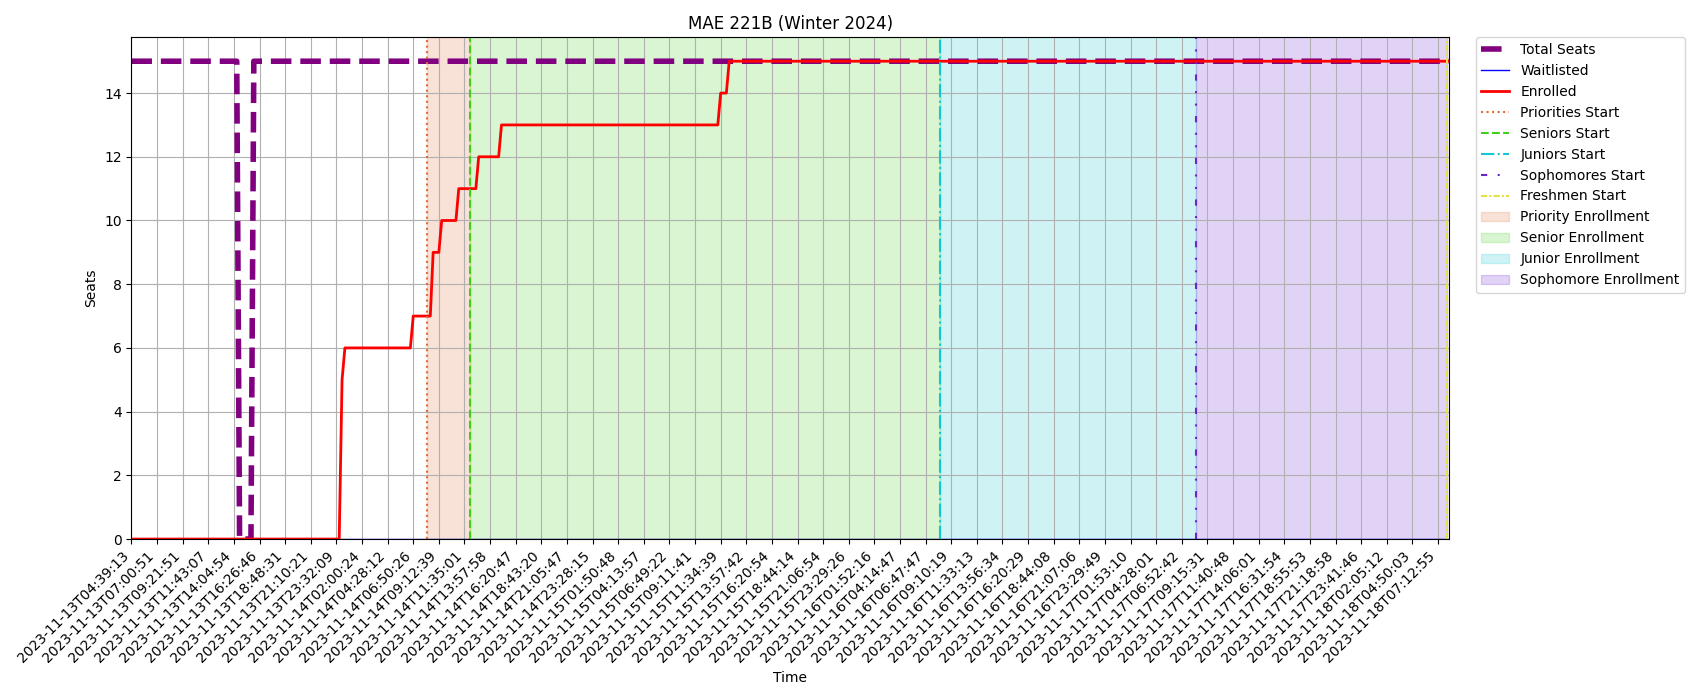 MAE 221B (Winter 2024)
Total Seats
Waitlisted
Enrolled
Priorities Start
Seniors Start
Juniors Start
Sophomores Start
Freshmen Start
Priority Enrollment
Senior Enrollment
Junior Enrollment
Sophomore Enrollment
Seats
14
12
10
8
6
4
2
0
2023-11-13T04:39:13
2023-11-13T07:00:51
2023-11-13T09:21:51
2023-11-13T11:43:07
2023-11-13T14:04:54
2023-11-13T16:26:46
2023-11-13T18:48:31
2023-11-13T21:10:21
2023-11-13T23:32:09
2023-11-14T02:00:24
2023-11-14T04:28:12
2023-11-14T06:50:26
2023-11-14T09:12:39
2023-11-14T11:35:01
2023-11-14T13:57:58
2023-11-14T16:20:47
2023-11-14T18:43:20
2023-11-14T21:05:47
2023-11-14T23:28:15
2023-11-15T01:50:48
2023-11-15T04:13:57
2023-11-15T06:49:22
2023-11-15T09:11:41
2023-11-15T11:34:39
2023-11-15T13:57:42
2023-11-15T16:20:54
2023-11-15T18:44:14
2023-11-15T21:06:54
2023-11-15T23:29:26
2023-11-16T01:52:16
2023-11-16T04:14:47
2023-11-16T06:47:47
2023-11-16T09:10:19
2023-11-16T11:33:13
2023-11-16T13:56:34
2023-11-16T16:20:29
2023-11-16T18:44:08
2023-11-16T21:07:06
2023-11-16T23:29:49
2023-11-17T01:53:10
2023-11-17T04:28:01
2023-11-17T06:52:42
2023-11-17T09:15:31
2023-11-17T11:40:48
2023-11-17T14:06:01
2023-11-17T16:31:54
2023-11-17T18:55:53
2023-11-17T21:18:58
2023-11-17T23:41:46
2023-11-18T02:05:12
2023-11-18T04:50:03
2023-11-18T07:12:55
Time